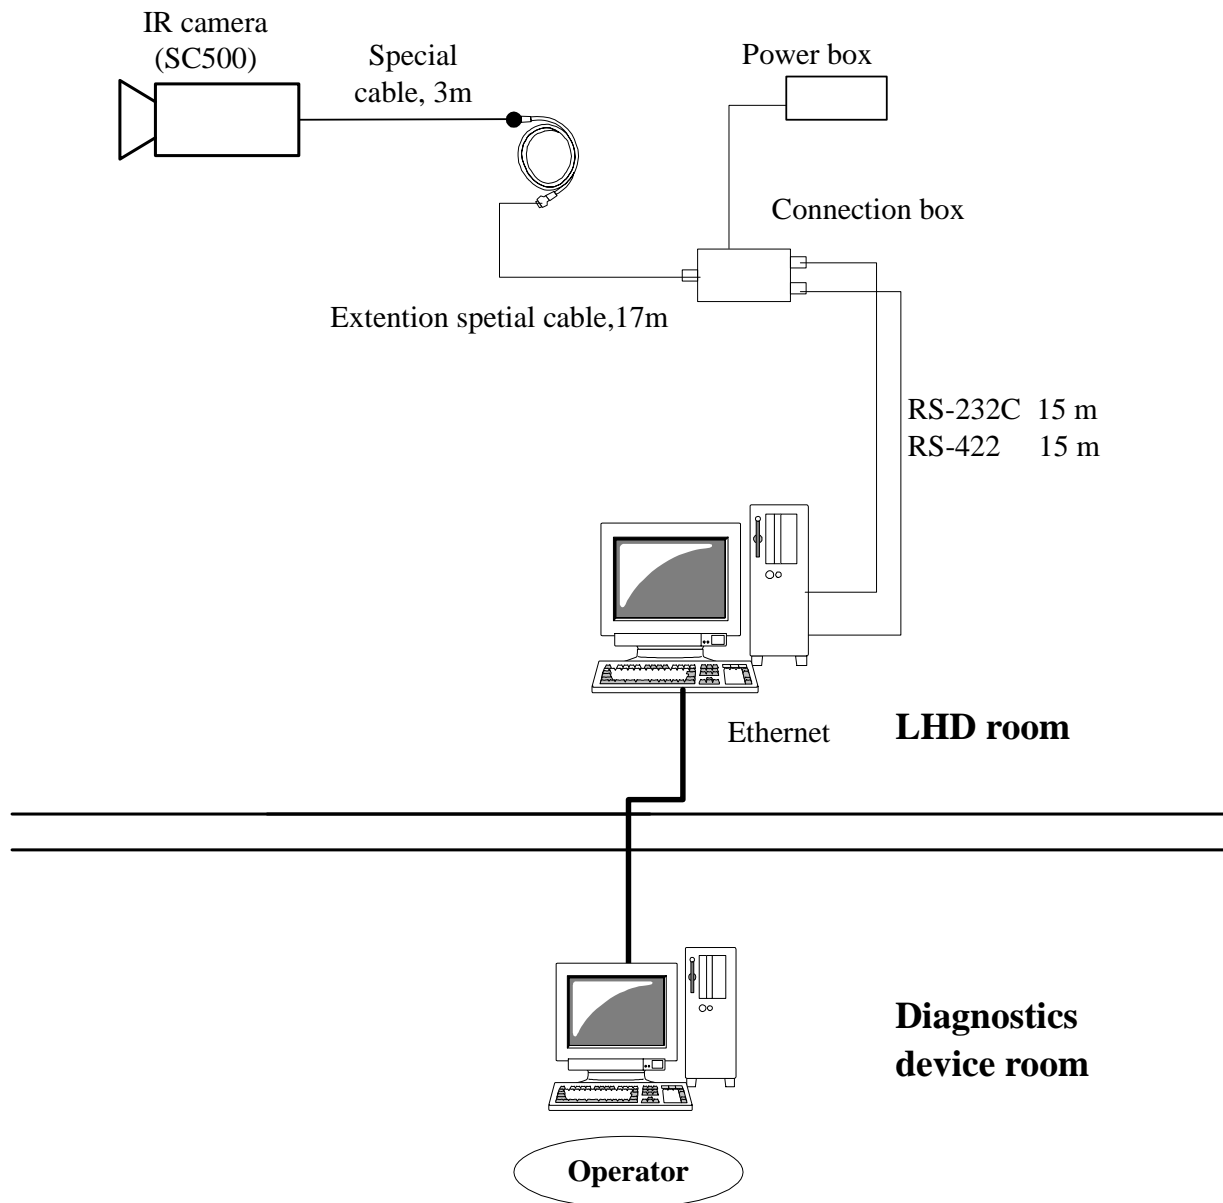 IR camera
(SC500)
Special
cable, 3m
Power box
Connection box
Extention spetial cable,17m
RS-232C 15 m
RS-422 15 m
Ethernet
LHD room
Diagnostics
device room
Operator